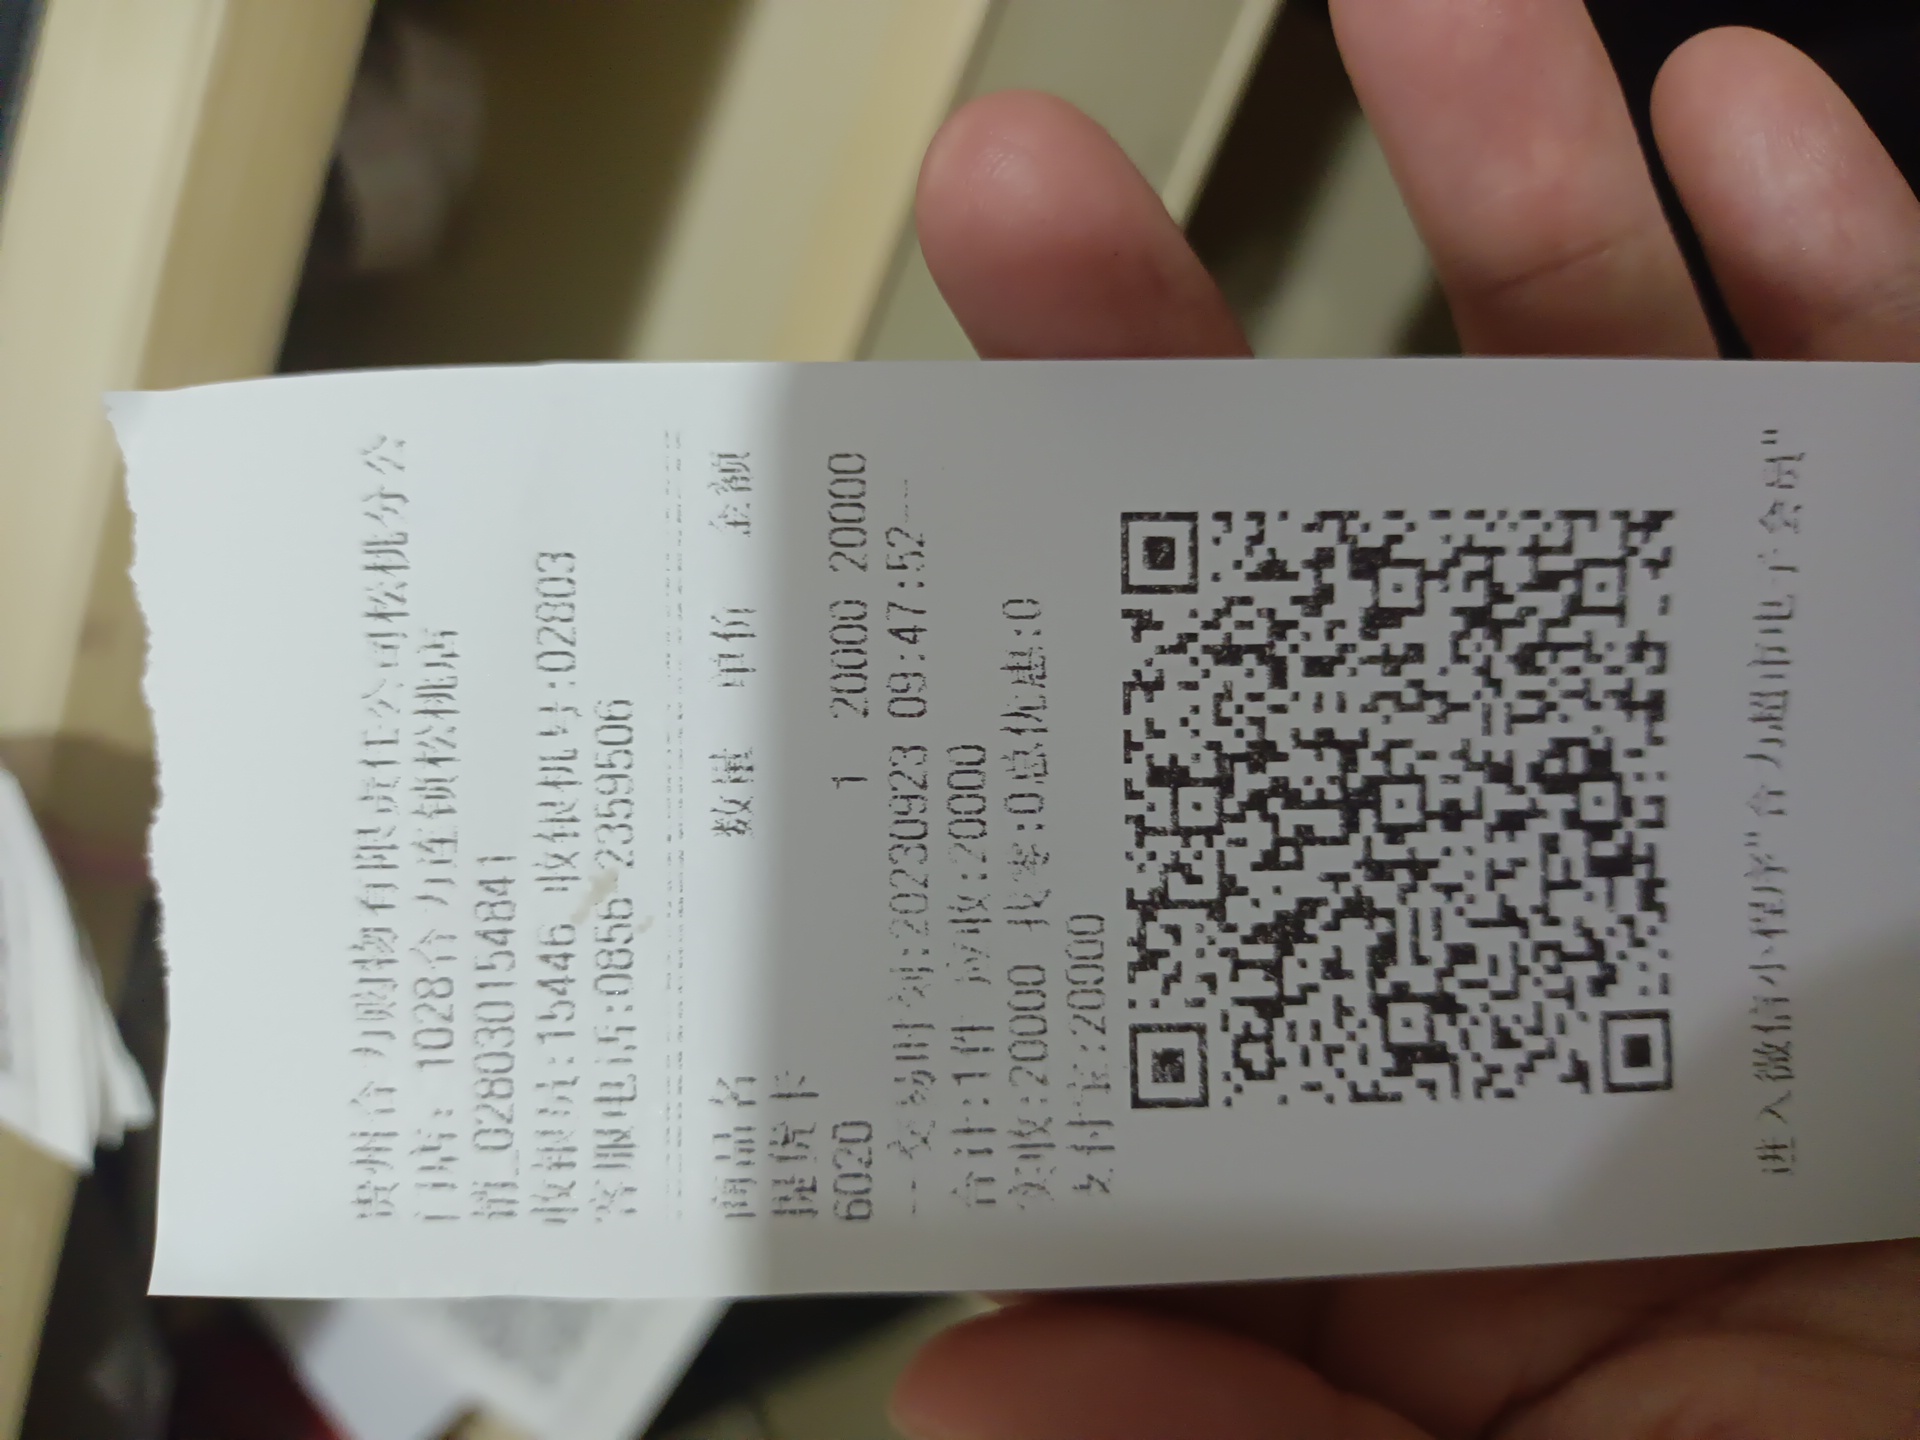 贵州合力购物有限责任公司松桃分公
门店: 1028合力连锁松桃店
销_028030154841
收银员:15446 收银机号:02803
客服电话:0856-2359506
商品名 数量 单价 金额
提货卡
6020 1 20000 20000
--交易时刻:20230923 09:47:52--
合计:1件 应收:20000
实收:20000 找零:0总优惠:0
支付宝:20000
进入微信小程序"合力超市电子会员"